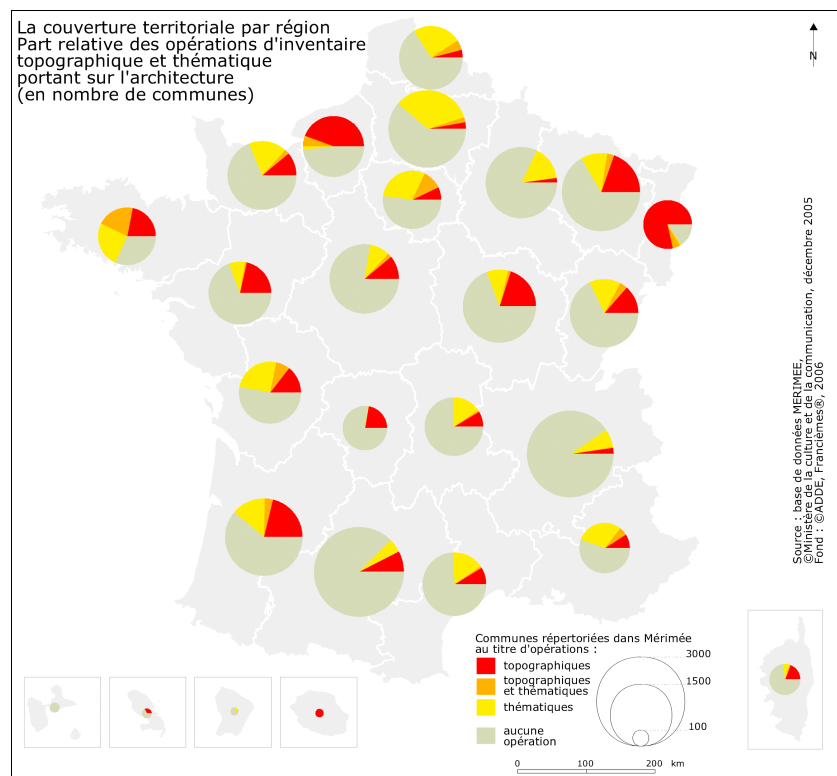 La couverture territoriale par région
Part relative des opérations d'inventaire
topographique et thématique
portant sur l'architecture
(en nombre de communes)
N
Source : base de données MERIMEE,
©Ministère de la culture et de la communication, décembre 2005
Fond : ©ADDE, Francièmes®, 2006
Communes répertoriées dans Mérimée
au titre d'opérations :
topographiques
topographiques
et thématiques
thématiques
aucune
opération
3000
1500
100
0 100 200 km